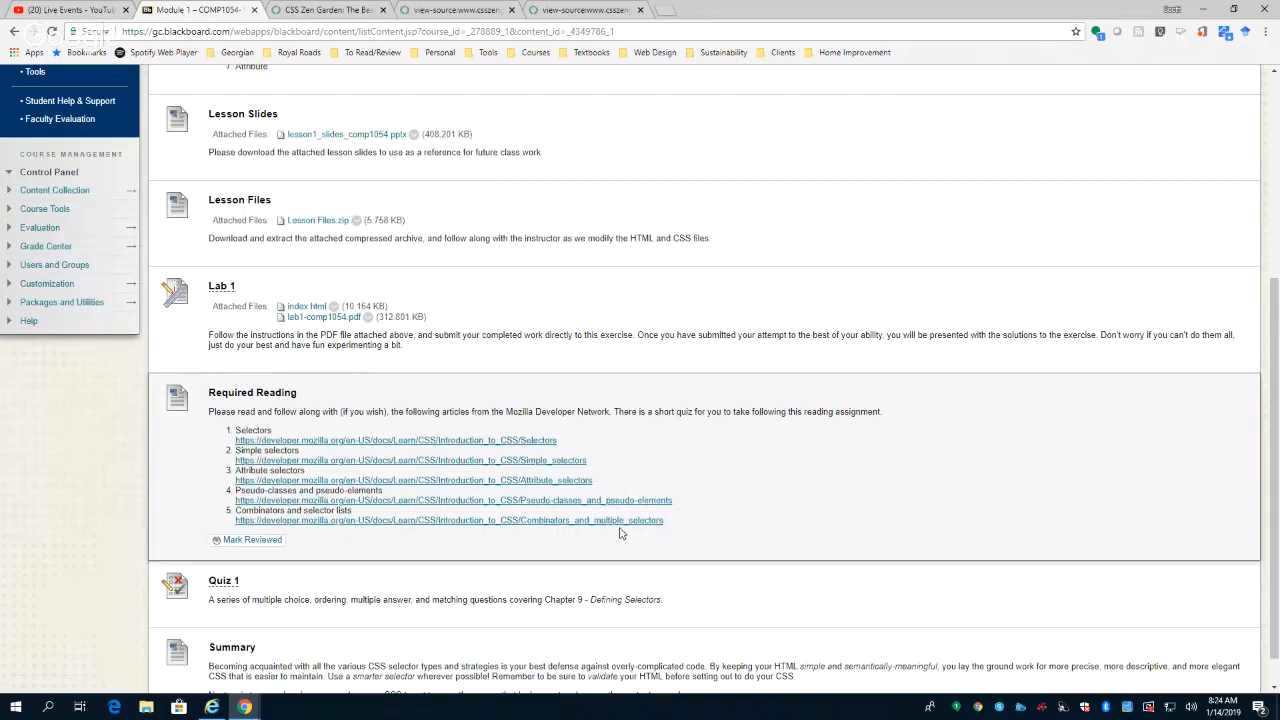 (20) Live Events - YouTub
Module 1 – COMP1054-
CSS Zen Garden: The Bea
view-source:www.csszeng
view-source:www.csszeng
Secure
https://gc.blackboard.com/webapps/blackboard/content/listContent.jsp?course_id=_278889_1&content_id=_4349786_1
Apps
Bookmarks
Spotify Web Player
Georgian
Royal Roads
To Read/Review
Personal
Tools
Courses
Textbooks
Web Design
Sustainability
Clients
Home Improvement
• Tools
• Student Help & Support
• Faculty Evaluation
COURSE MANAGEMENT
Control Panel
Content Collection
Course Tools
Evaluation
Grade Center
Users and Groups
Customization
Packages and Utilities
Help
7. Attribute
Lesson Slides
Attached Files: lesson1_slides_comp1054.pptx (408.201 KB)
Please download the attached lesson slides to use as a reference for future class work.
Lesson Files
Attached Files: Lesson Files.zip (5.758 KB)
Download and extract the attached compressed archive, and follow along with the instructor as we modify the HTML and CSS files.
Lab 1
Attached Files: index.html (10.164 KB)
lab1-comp1054.pdf (312.801 KB)
Follow the instructions in the PDF file attached above, and submit your completed work directly to this exercise. Once you have submitted your attempt to the best of your ability, you will be presented with the solutions to the exercise. Don't worry if you can't do them all,
just do your best and have fun experimenting a bit.
Required Reading
Please read and follow along with (if you wish), the following articles from the Mozilla Developer Network. There is a short quiz for you to take following this reading assignment.
1. Selectors
https://developer.mozilla.org/en-US/docs/Learn/CSS/Introduction_to_CSS/Selectors
2. Simple selectors
https://developer.mozilla.org/en-US/docs/Learn/CSS/Introduction_to_CSS/Simple_selectors
3. Attribute selectors
https://developer.mozilla.org/en-US/docs/Learn/CSS/Introduction_to_CSS/Attribute_selectors
4. Pseudo-classes and pseudo-elements
https://developer.mozilla.org/en-US/docs/Learn/CSS/Introduction_to_CSS/Pseudo-classes_and_pseudo-elements
5. Combinators and selector lists
https://developer.mozilla.org/en-US/docs/Learn/CSS/Introduction_to_CSS/Combinators_and_multiple_selectors
Mark Reviewed
Quiz 1
A series of multiple choice, ordering, multiple answer, and matching questions covering Chapter 9 - Defining Selectors.
Summary
Becoming acquainted with all the various CSS selector types and strategies is your best defense against overly-complicated code. By keeping your HTML simple and semantically-meaningful, you lay the ground work for more precise, more descriptive, and more elegant
CSS that is easier to maintain. Use a smarter selector wherever possible! Remember to be sure to validate your HTML before setting out to do your CSS.
8:24 AM
1/14/2019